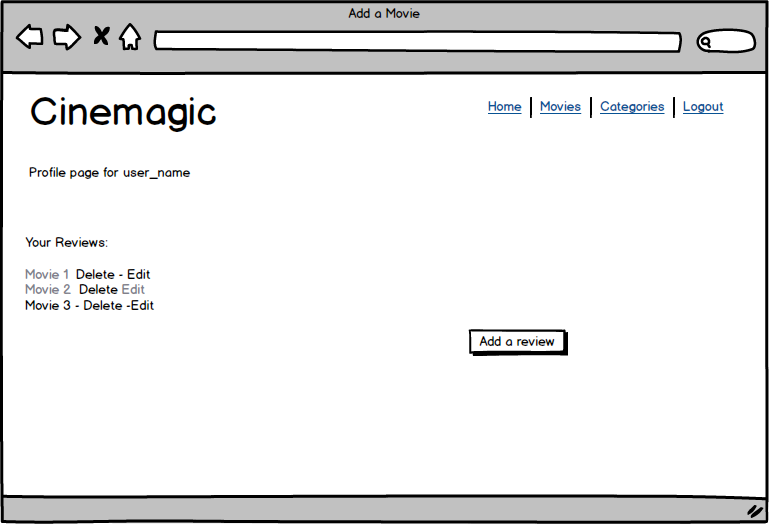 Add a Movie
Cinemagic
Home Movies Categories Logout
Profile page for user_name
Your Reviews:
Movie 1 Delete - Edit
Movie 2 Delete Edit
Movie 3 - Delete -Edit
Add a review